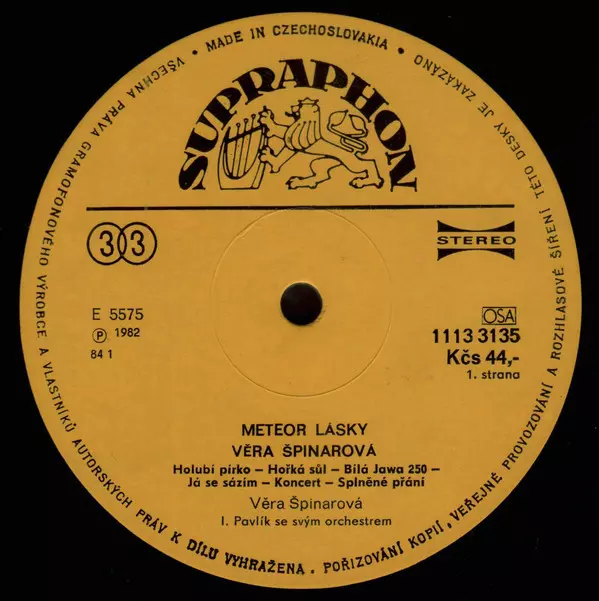 VŠECHNA PRÁVA GRAMOFONOVÉHO VÝROBCE A VLASTNÍKŮ AUTORSKÝCH PRÁV K DÍLU VYHRAŽENA. POŘIZOVÁNÍ KOPIÍ, VEŘEJNÉ PROVOZOVÁNÍ A ROZHLASOVÉ ŠÍŘENÍ TÉTO DESKY JE ZAKÁZÁNO
• MADE IN CZECHOSLOVAKIA •
SUPRAPHON
33
STEREO
E 5575
℗ 1982
84 1
OSA
1113 3135
Kčs 44,-
1. strana
METEOR LÁSKY
VĚRA ŠPINAROVÁ
Holubí pírko – Hořká sůl – Bílá Jawa 250 –
Já se sázím – Koncert – Splněné přání
Věra Špinarová
I. Pavlík se svým orchestrem